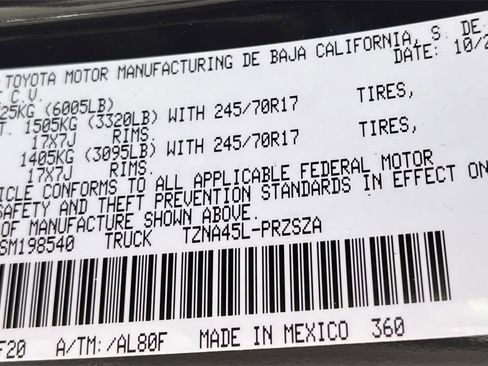 TOYOTA MOTOR MANUFACTURING DE BAJA CALIFORNIA, S. DE
C.V. DATE: 10/2
25KG (6005LB)
T. 1505KG (3320LB) WITH 245/70R17 TIRES,
17X7J RIMS.
1405KG (3095LB) WITH 245/70R17 TIRES,
17X7J RIMS.
ICLE CONFORMS TO ALL APPLICABLE FEDERAL MOTOR
SAFETY AND THEFT PREVENTION STANDARDS IN EFFECT ON
OF MANUFACTURE SHOWN ABOVE.
SM198540 TRUCK TZNA45L-PRZSZA
F20 A/TM:/AL80F MADE IN MEXICO 360